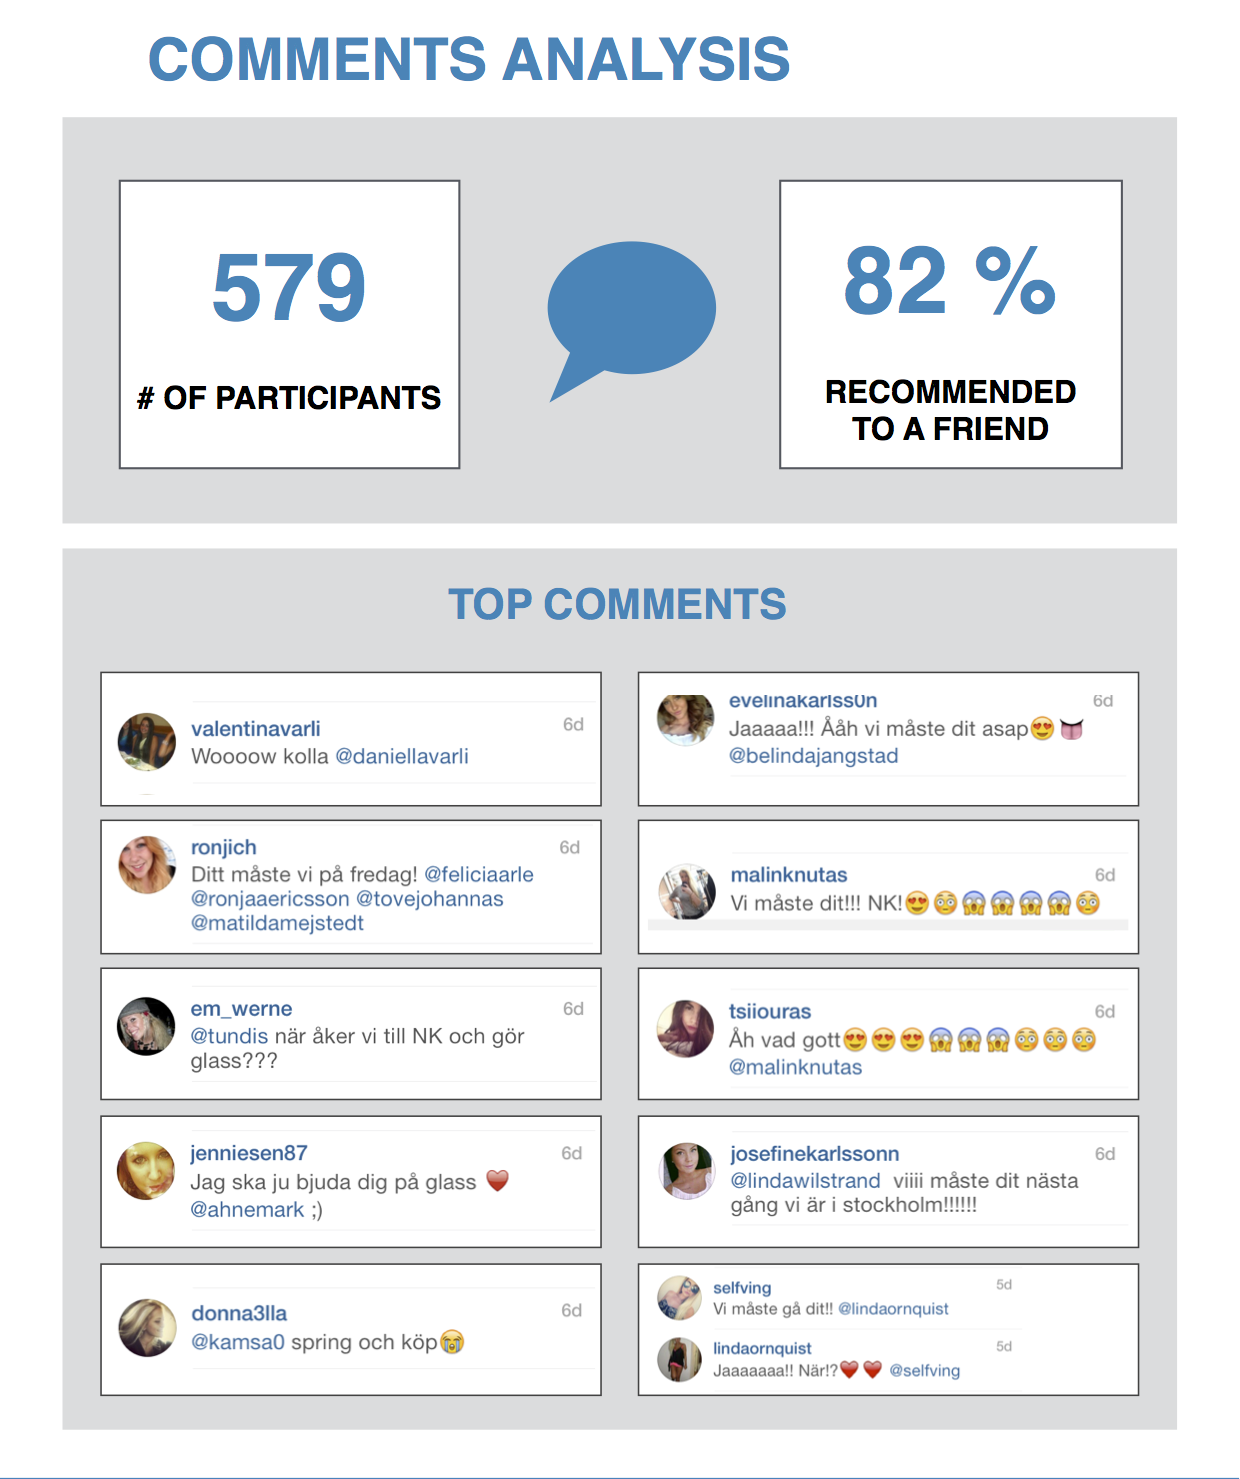 COMMENTS ANALYSIS
579
# OF PARTICIPANTS
82 %
RECOMMENDED
TO A FRIEND
TOP COMMENTS
valentinavarli 6d
Woooow kolla @daniellavarli
evelinakarlss0n 6d
Jaaaaa!!! Ååh vi måste dit asap😍👅
@belindajangstad
ronjich 6d
Ditt måste vi på fredag! @feliciaarle
@ronjaaericsson @tovejohannas
@matildamejstedt
malinknutas 6d
Vi måste dit!!! NK!😍😳😱😱😱😱😳
em_werne 6d
@tundis när åker vi till NK och gör
glass???
tsiiouras 6d
Åh vad gott😍😍😍😱😱😱😳😳😳
@malinknutas
jenniesen87 6d
Jag ska ju bjuda dig på glass ❤️
@ahnemark ;)
josefinekarlssonn 6d
@lindawilstrand viiii måste dit nästa
gång vi är i stockholm!!!!!!
donna3lla 6d
@kamsa0 spring och köp😭
selfving 5d
Vi måste gå dit!! @lindaornquist
lindaornquist 5d
Jaaaaaaa!! När!?❤️❤️ @selfving